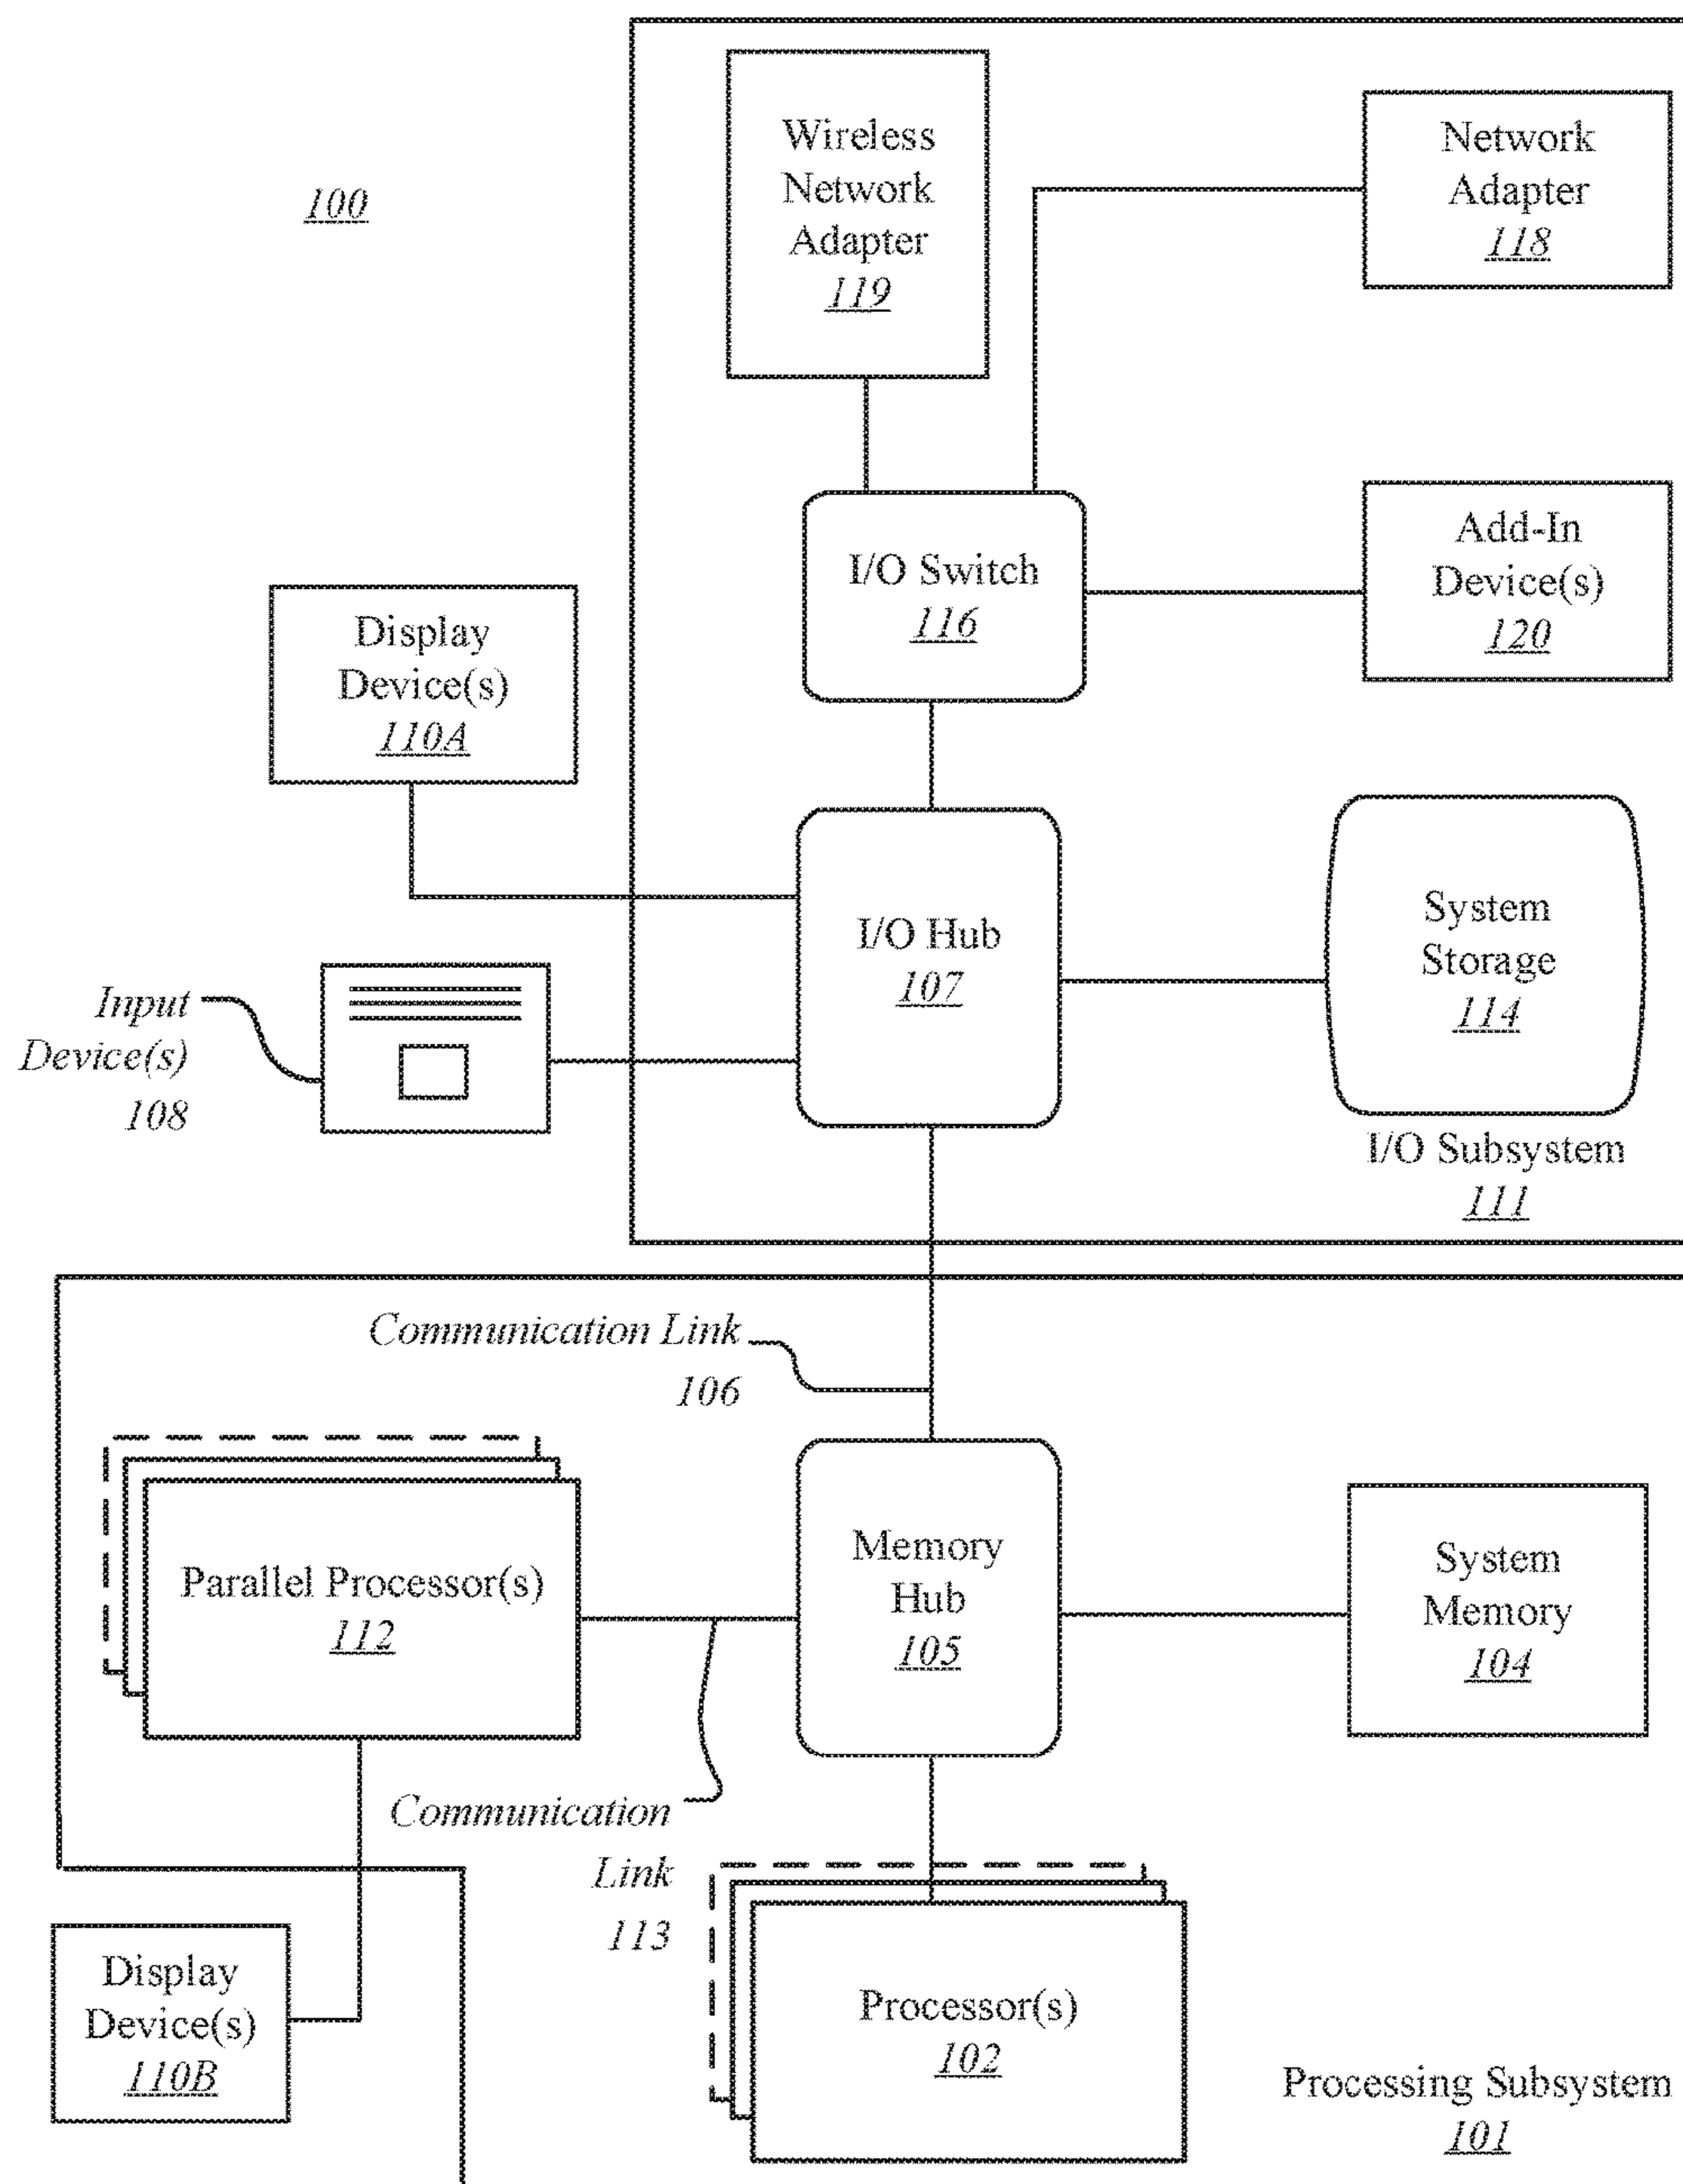 100
Wireless
Network
Adapter
119
Network
Adapter
118
I/O Switch
116
Add-In
Device(s)
120
Display
Device(s)
110A
I/O Hub
107
System
Storage
114
Input
Device(s)
108
I/O Subsystem
111
Communication Link
106
Parallel Processor(s)
112
Memory
Hub
105
System
Memory
104
Communication
Link
113
Display
Device(s)
110B
Processor(s)
102
Processing Subsystem
101